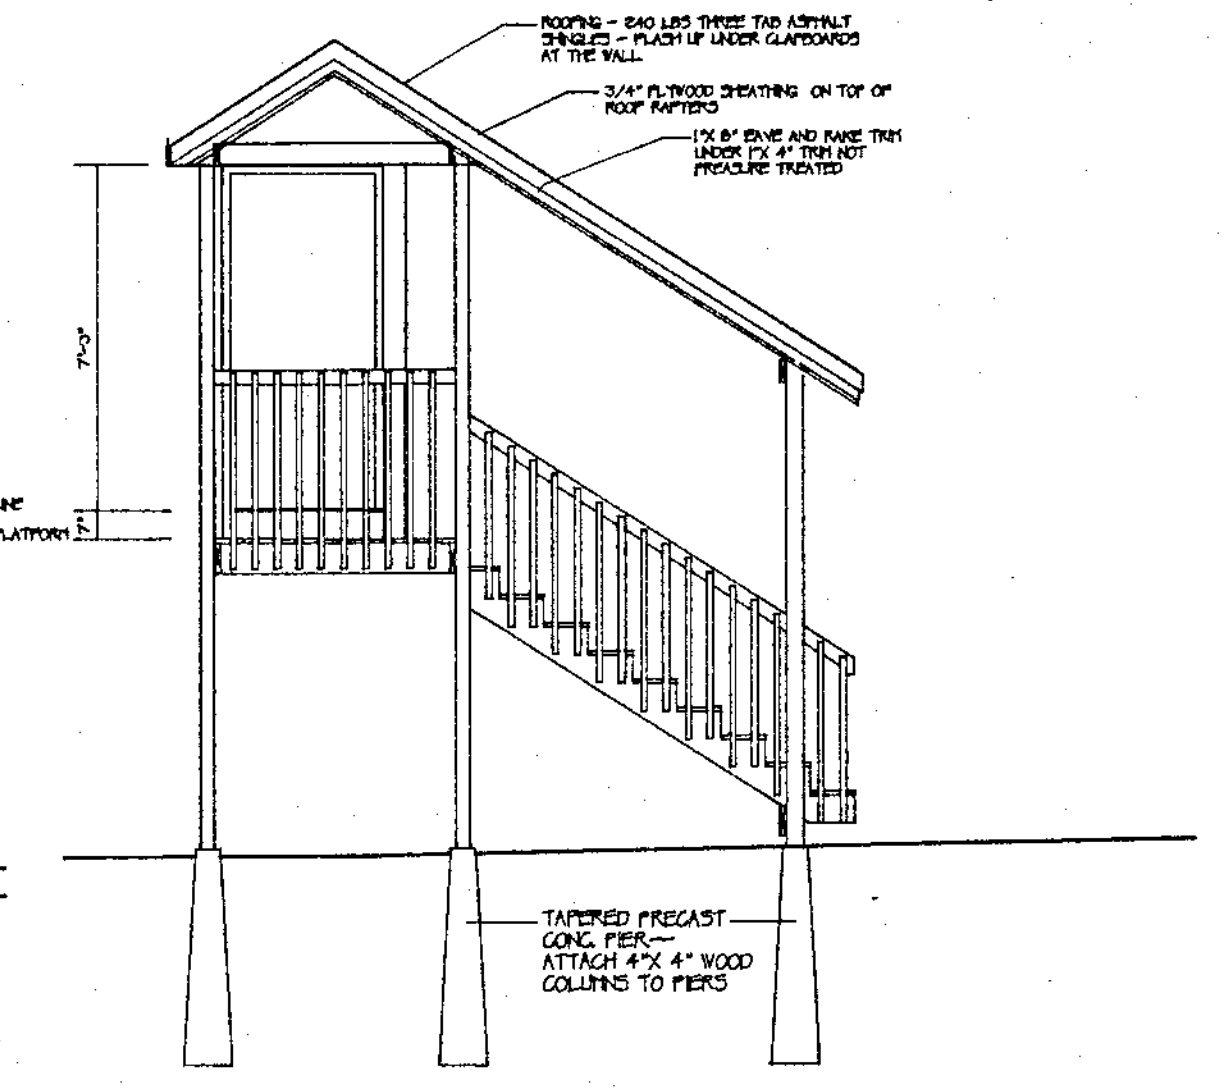 ROOFING - 240 LBS THREE TAB ASPHALT
SHINGLES - FLASH UP UNDER CLAPBOARDS
AT THE WALL
3/4" PLYWOOD SHEATHING ON TOP OF
ROOF RAFTERS
1"X 8" EAVE AND RAKE TRIM
UNDER 1"X 4" TRIM NOT
PREASURE TREATED
7'-3"
7"
PLATFORM
TAPERED PRECAST
CONC. PIER—
ATTACH 4"X 4" WOOD
COLUMNS TO PIERS